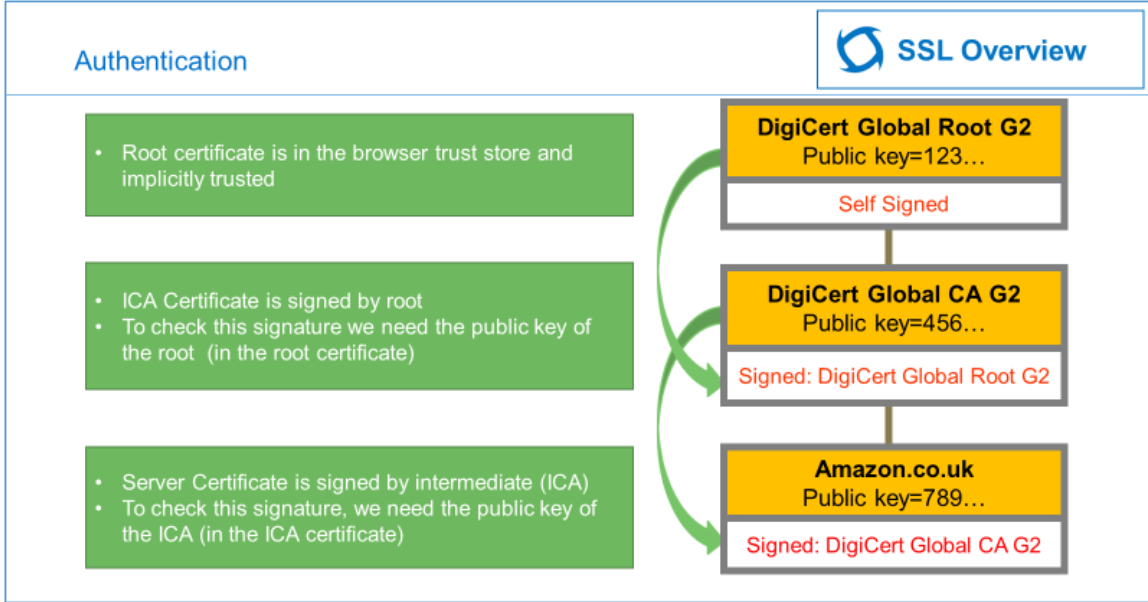 Authentication
SSL Overview
• Root certificate is in the browser trust store and
implicitly trusted
DigiCert Global Root G2
Public key=123…
Self Signed
• ICA Certificate is signed by root
• To check this signature we need the public key of
the root (in the root certificate)
DigiCert Global CA G2
Public key=456…
Signed: DigiCert Global Root G2
• Server Certificate is signed by intermediate (ICA)
• To check this signature, we need the public key of
the ICA (in the ICA certificate)
Amazon.co.uk
Public key=789…
Signed: DigiCert Global CA G2